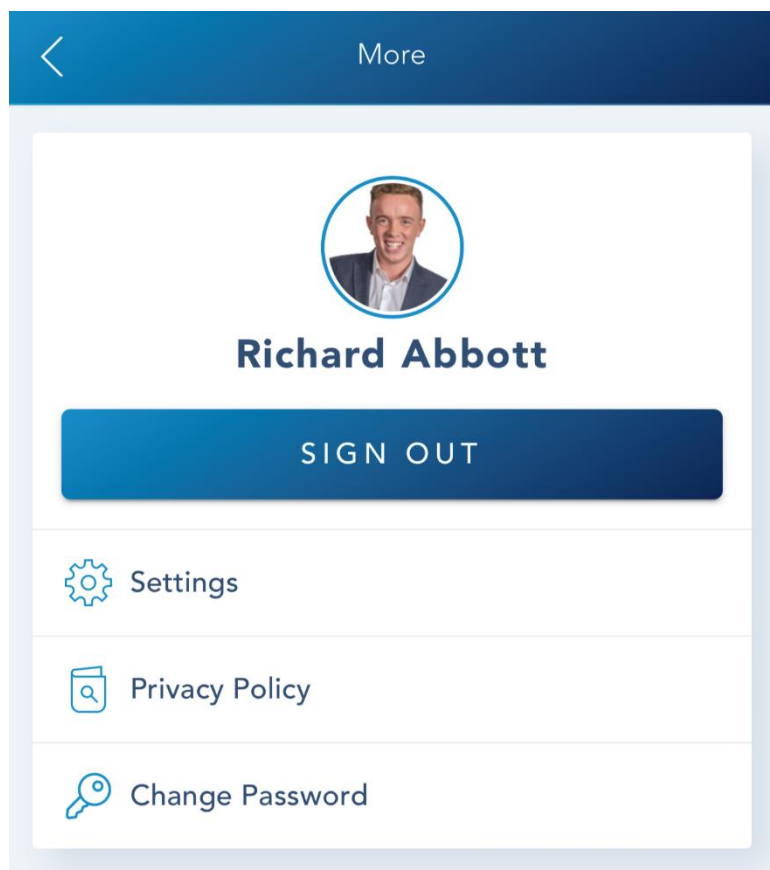 More
Richard Abbott
SIGN OUT
Settings
Privacy Policy
Change Password